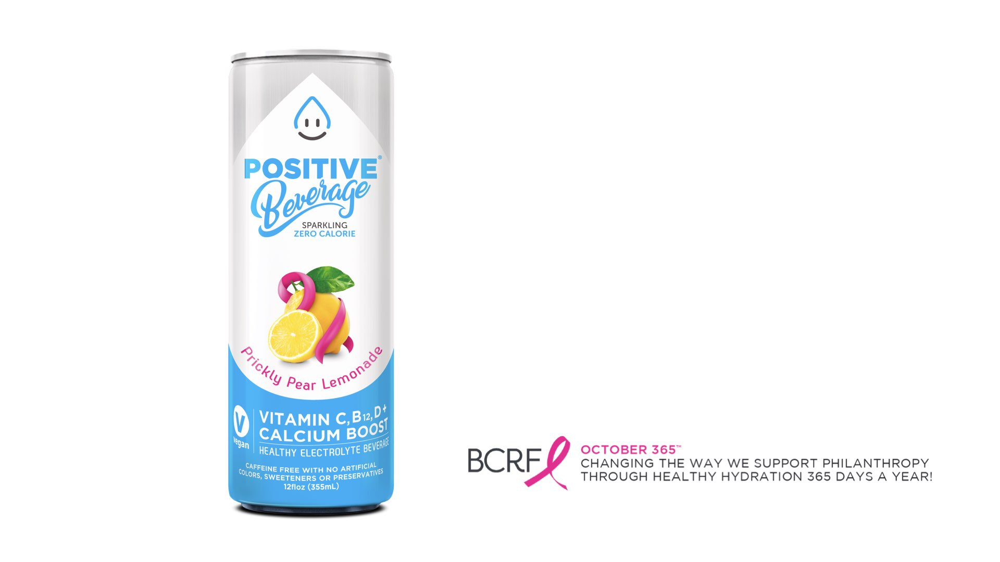 POSITIVE®
Beverage
SPARKLING
ZERO CALORIE
Prickly Pear Lemonade
V
vegan
VITAMIN C, B12, D +
CALCIUM BOOST
HEALTHY ELECTROLYTE BEVERAGE
CAFFEINE FREE WITH NO ARTIFICIAL
COLORS, SWEETENERS OR PRESERVATIVES
12floz (355mL)
BCRF
OCTOBER 365™
CHANGING THE WAY WE SUPPORT PHILANTHROPY
THROUGH HEALTHY HYDRATION 365 DAYS A YEAR!